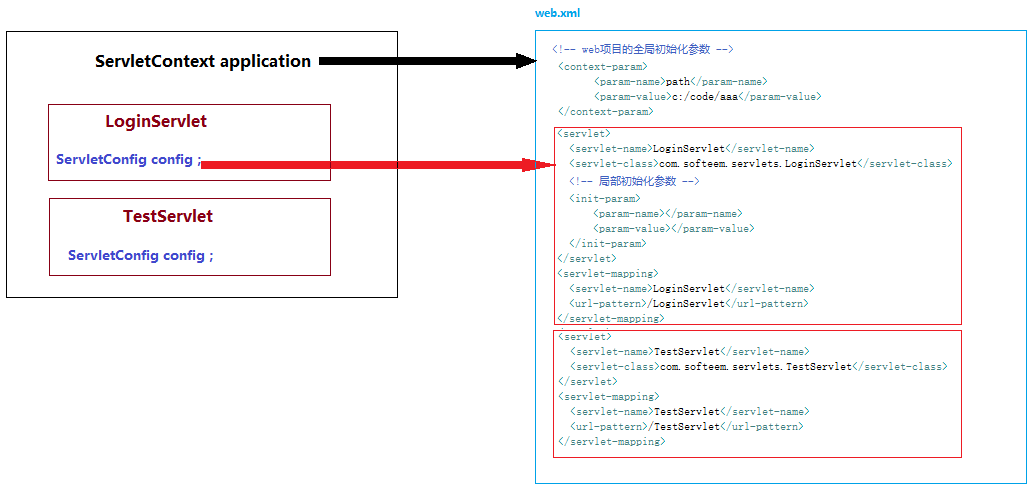 web.xml
ServletContext application
LoginServlet
ServletConfig config ;
TestServlet
ServletConfig config ;
<!-- web项目的全局初始化参数 -->
<context-param>
<param-name>path</param-name>
<param-value>c:/code/aaa</param-value>
</context-param>
<servlet>
<servlet-name>LoginServlet</servlet-name>
<servlet-class>com.softeem.servlets.LoginServlet</servlet-class>
<!-- 局部初始化参数 -->
<init-param>
<param-name></param-name>
<param-value></param-value>
</init-param>
</servlet>
<servlet-mapping>
<servlet-name>LoginServlet</servlet-name>
<url-pattern>/LoginServlet</url-pattern>
</servlet-mapping>
<servlet>
<servlet-name>TestServlet</servlet-name>
<servlet-class>com.softeem.servlets.TestServlet</servlet-class>
</servlet>
<servlet-mapping>
<servlet-name>TestServlet</servlet-name>
<url-pattern>/TestServlet</url-pattern>
</servlet-mapping>